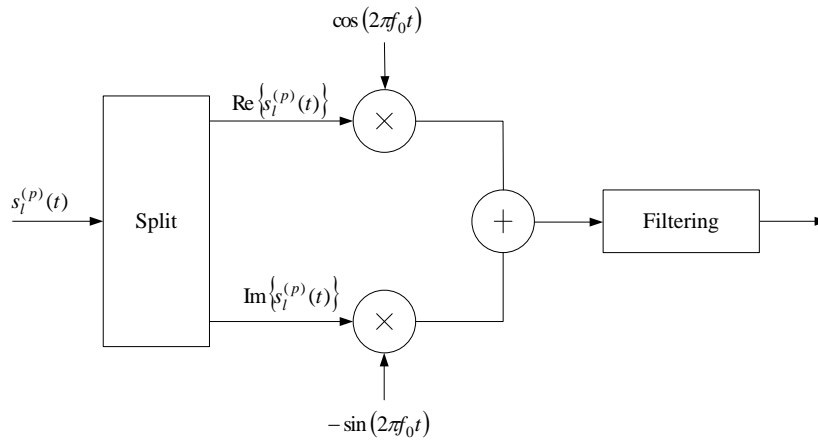 cos(2πf₀t)
Re{s_l^(p)(t)}
×
s_l^(p)(t)
Split
+
Filtering
Im{s_l^(p)(t)}
×
−sin(2πf₀t)